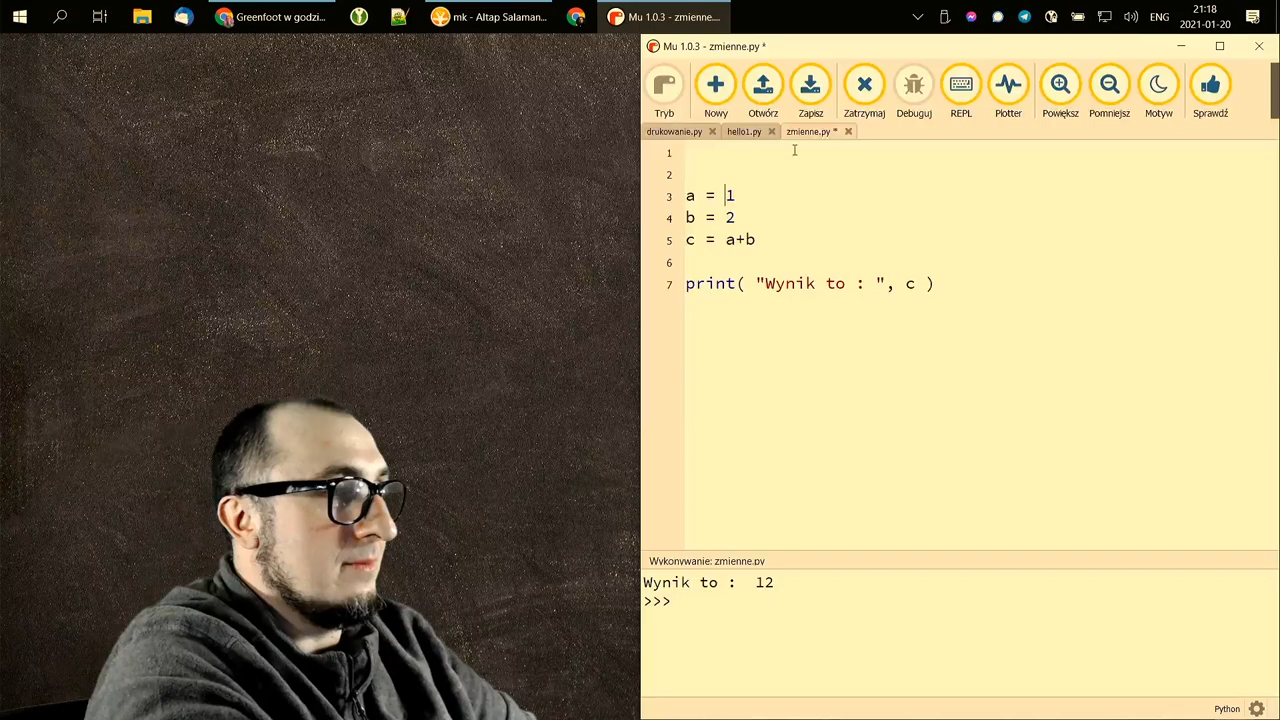 Greenfoot w godzi...
mk - Altap Salaman...
Mu 1.0.3 - zmienne....
ENG
21:18
2021-01-20
Mu 1.0.3 - zmienne.py *
Tryb
Nowy
Otwórz
Zapisz
Zatrzymaj
Debuguj
REPL
Plotter
Powiększ
Pomniejsz
Motyw
Sprawdź
drukowanie.py
hello1.py
zmienne.py *
1
2
3 a = 1
4 b = 2
5 c = a+b
6
7 print( "Wynik to : ", c )
Wykonywanie: zmienne.py
Wynik to :  12
>>>
Python